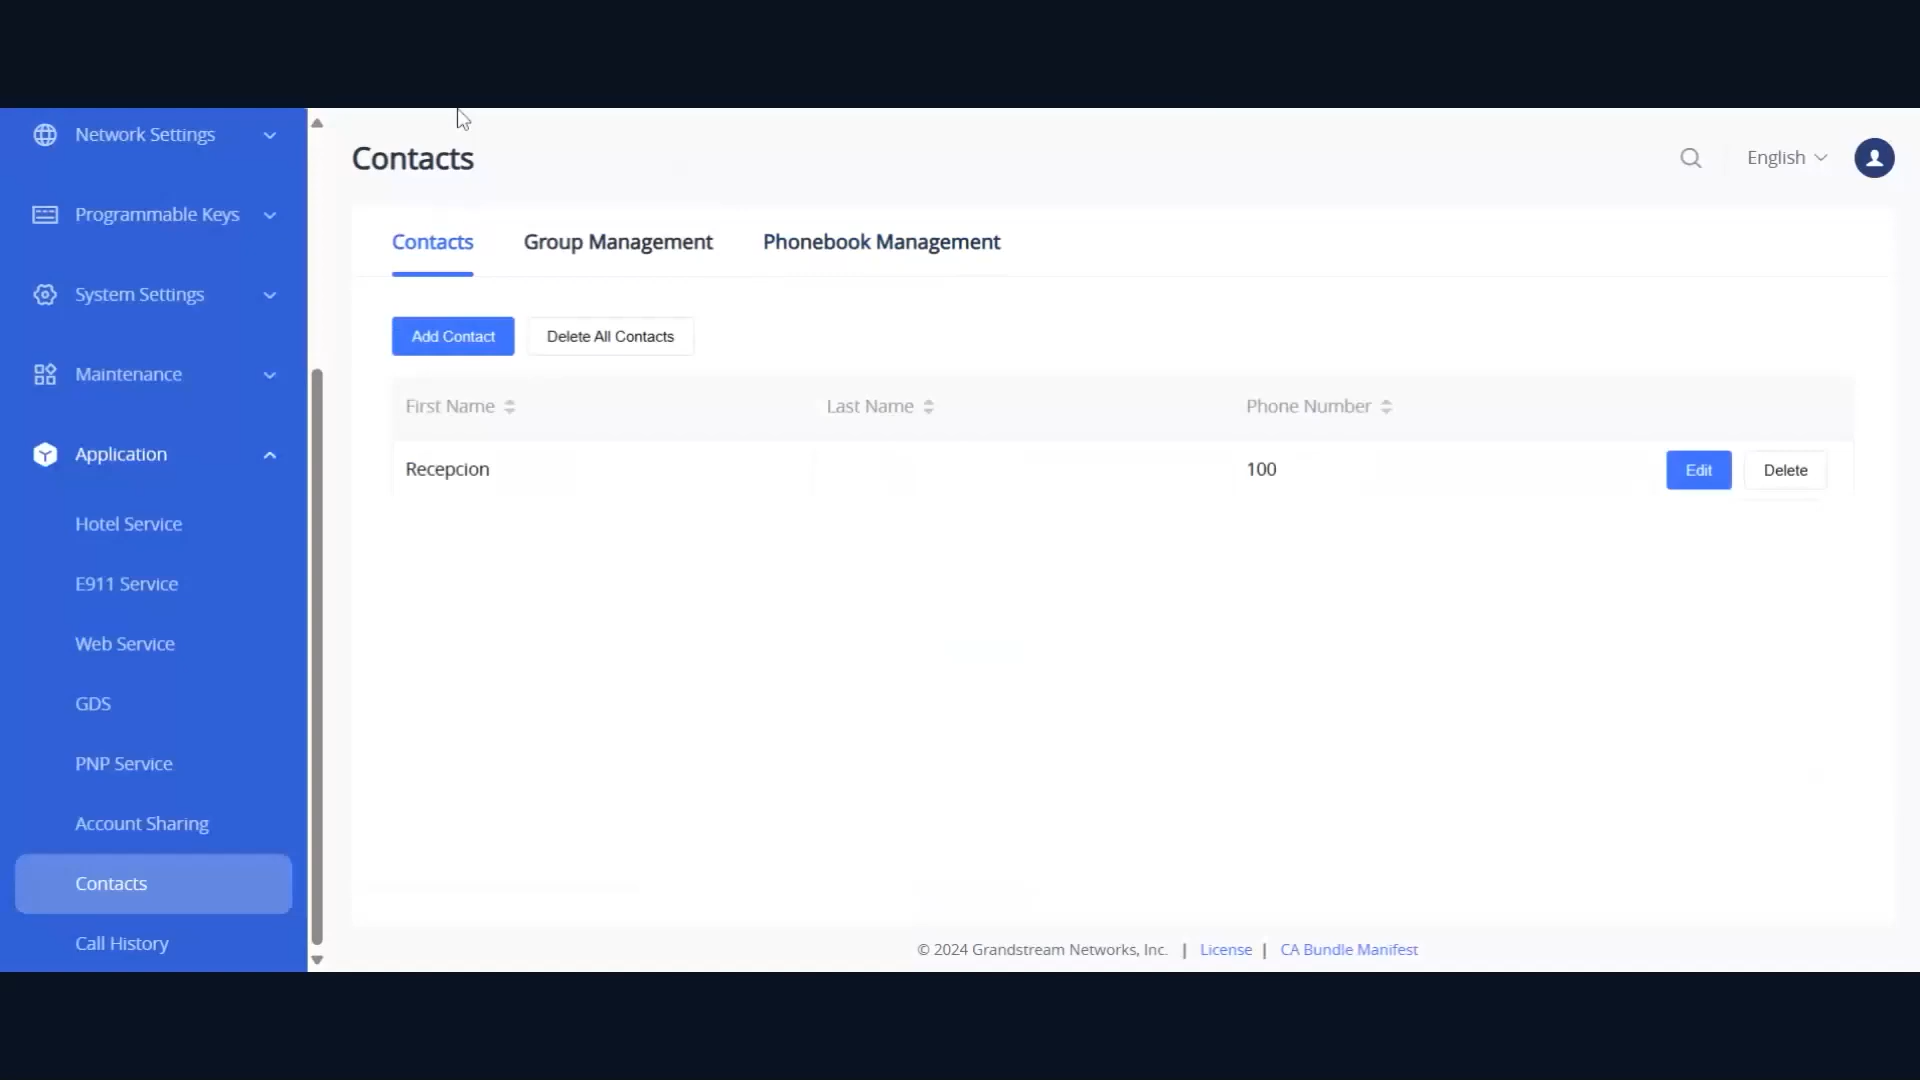 Network Settings
Programmable Keys
System Settings
Maintenance
Application
Hotel Service
E911 Service
Web Service
GDS
PNP Service
Account Sharing
Contacts
Call History
Contacts
English
Contacts Group Management Phonebook Management
Add Contact Delete All Contacts
First Name Last Name Phone Number
Recepcion 100 Edit Delete
© 2024 Grandstream Networks, Inc. | License | CA Bundle Manifest